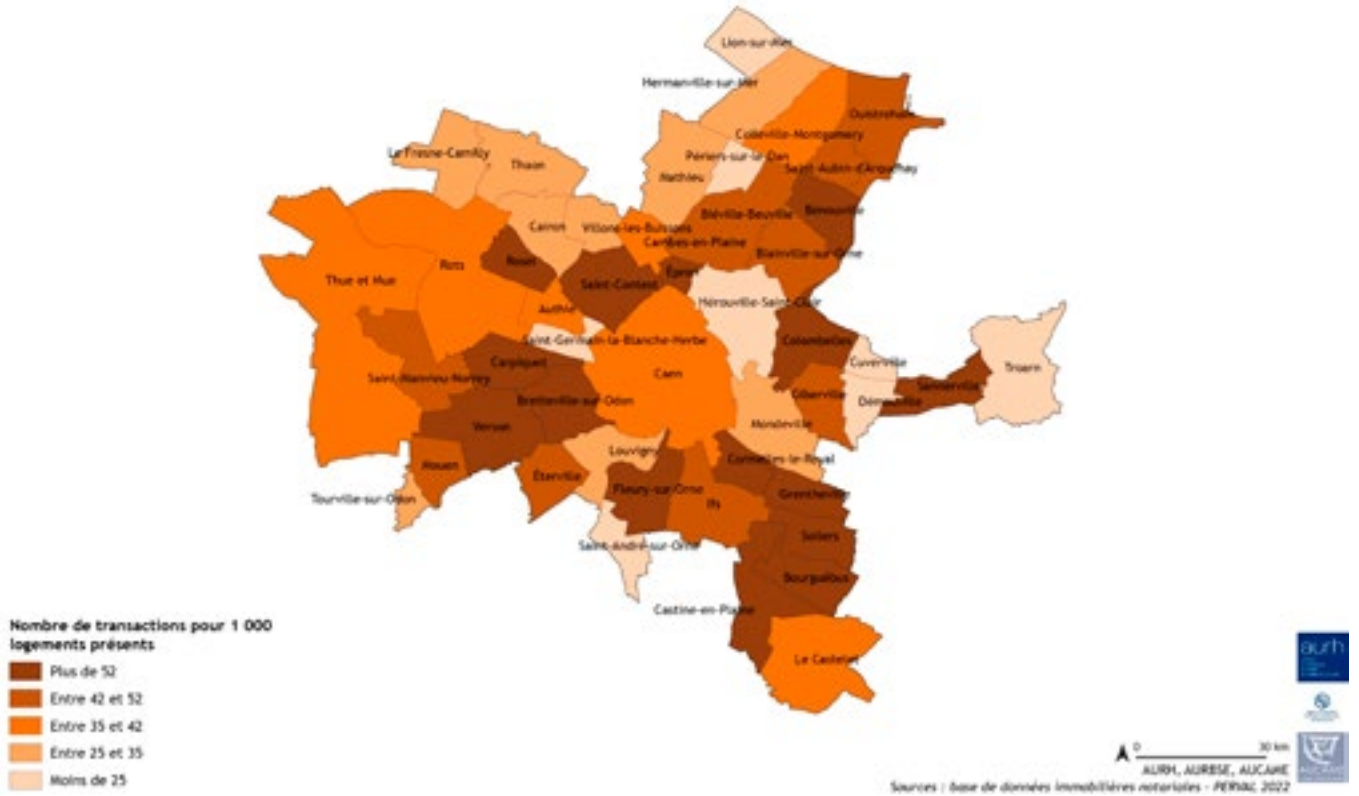 Lion-sur-Mer
Hermanville-sur-Mer
Ouistreham
Colleville-Montgomery
Le Fresne-Camilly
Périers-sur-le-Dan
Thaon
Saint-Aubin-d'Arquenay
Mathieu
Biéville-Beuville
Bénouville
Cairon
Villons-les-Buissons
Cambes-en-Plaine
Blainville-sur-Orne
Rosel
Rots
Épron
Thue et Mue
Saint-Contest
Hérouville-Saint-Clair
Authie
Saint-Germain-la-Blanche-Herbe
Colombelles
Carpiquet
Cuverville
Troarn
Caen
Saint-Manvieu-Norrey
Sannerville
Giberville
Démouville
Bretteville-sur-Odon
Verson
Mondeville
Louvigny
Cormelles-le-Royal
Mouen
Éterville
Fleury-sur-Orne
Grentheville
Tourville-sur-Odon
Ifs
Soliers
Saint-André-sur-Orne
Bourguébus
Castine-en-Plaine
Le Castelet
Nombre de transactions pour 1 000
logements présents
Plus de 52
Entre 42 et 52
Entre 35 et 42
Entre 25 et 35
Moins de 25
aurh
0 30 km
AURH, AURBSE, AUCAME
AUCAME
Sources : base de données immobilières notariales - PERVAL, 2022